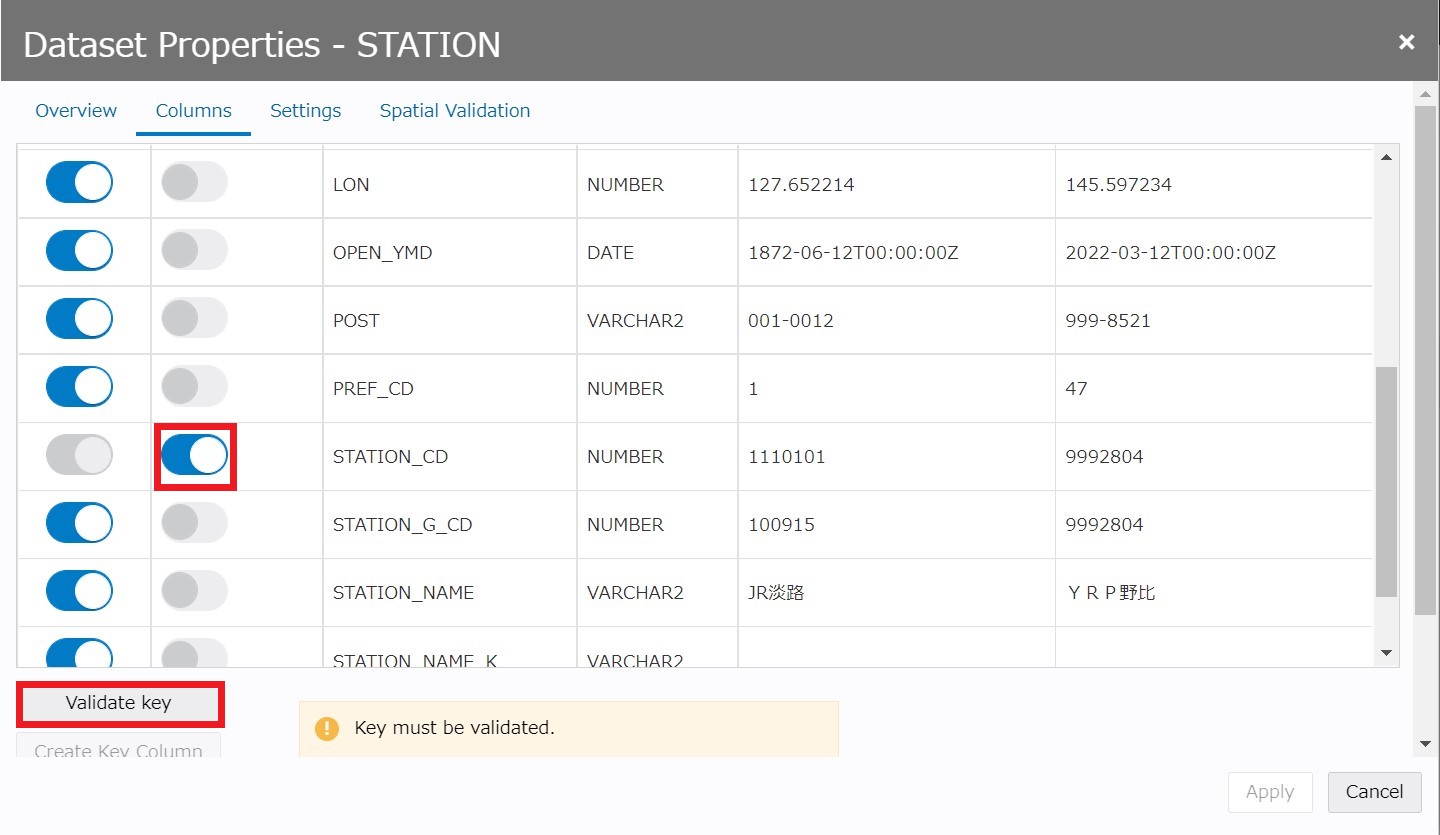 Dataset Properties - STATION
Overview Columns Settings Spatial Validation
LON NUMBER 127.652214 145.597234
OPEN_YMD DATE 1872-06-12T00:00:00Z 2022-03-12T00:00:00Z
POST VARCHAR2 001-0012 999-8521
PREF_CD NUMBER 1 47
STATION_CD NUMBER 1110101 9992804
STATION_G_CD NUMBER 100915 9992804
STATION_NAME VARCHAR2 JR淡路 ＹＲＰ野比
STATION_NAME_K VARCHAR2
Validate key
Key must be validated.
Create Key Column
Apply Cancel